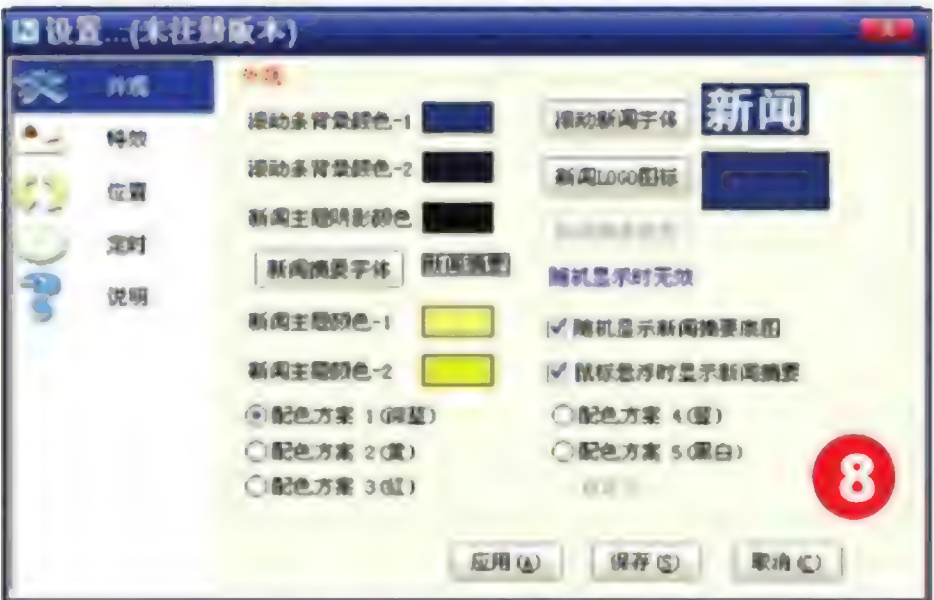 设置...(未注册版本)
外观
特效
位置
定时
说明
外观
滚动条背景颜色-1
滚动条背景颜色-2
新闻主题阴影颜色
新闻摘要字体
新闻主题颜色-1
新闻主题颜色-2
配色方案 1(深蓝)
配色方案 2(黄)
配色方案 3(红)
滚动新闻字体
新闻
新闻LOGO图标
随机显示时无效
随机显示新闻摘要底图
鼠标悬浮时显示新闻摘要
配色方案 4(蓝)
配色方案 5(黑白)
8
应用(A)
保存(S)
取消(C)